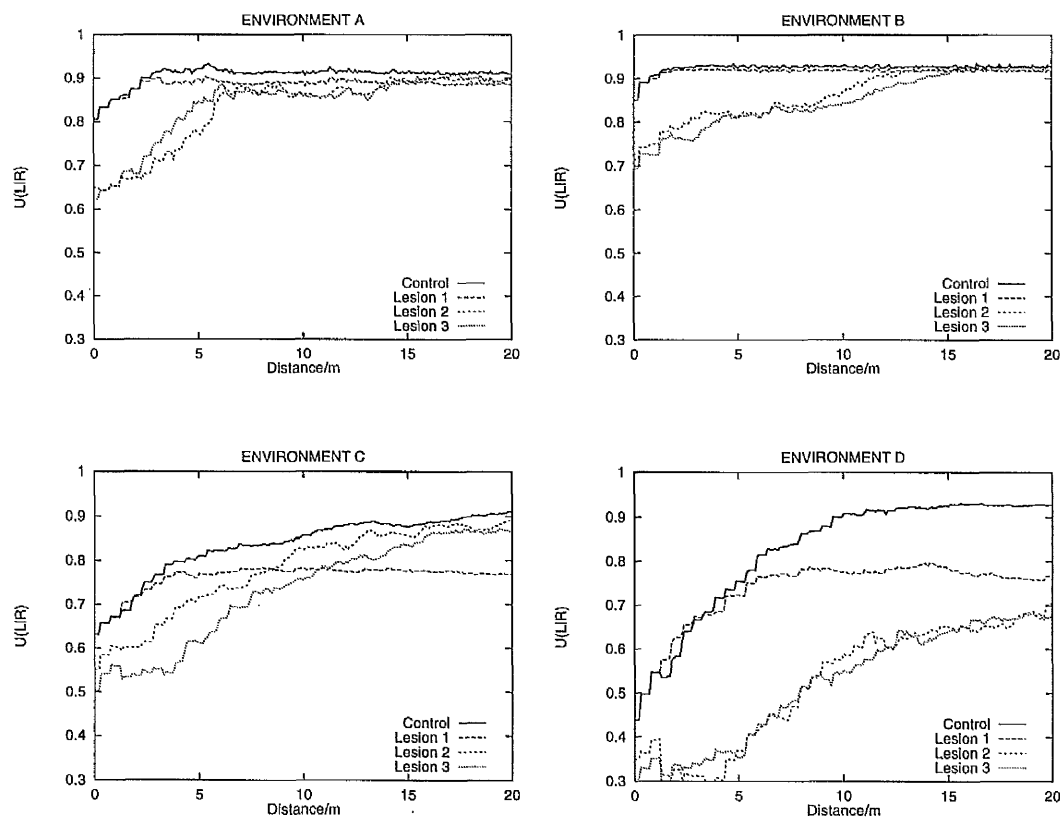 ENVIRONMENT A
1
0.9
0.8
0.7
0.6
0.5
0.4
0.3
U(L|R)
Control
Lesion 1
Lesion 2
Lesion 3
0 5 10 15 20
Distance/m
ENVIRONMENT B
1
0.9
0.8
0.7
0.6
0.5
0.4
0.3
U(L|R)
Control
Lesion 1
Lesion 2
Lesion 3
0 5 10 15 20
Distance/m
ENVIRONMENT C
1
0.9
0.8
0.7
0.6
0.5
0.4
0.3
U(L|R)
Control
Lesion 1
Lesion 2
Lesion 3
0 5 10 15 20
Distance/m
ENVIRONMENT D
1
0.9
0.8
0.7
0.6
0.5
0.4
0.3
U(L|R)
Control
Lesion 1
Lesion 2
Lesion 3
0 5 10 15 20
Distance/m